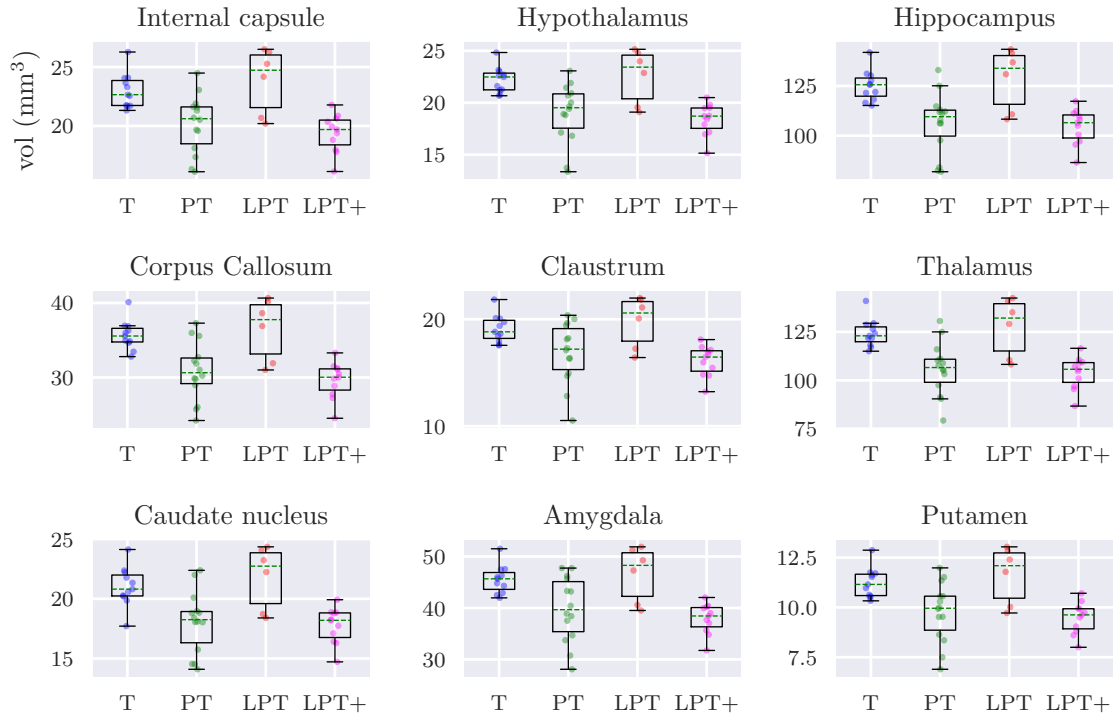 Internal capsule Hypothalamus Hippocampus
vol (mm³)
25
20
T PT LPT LPT+
25
20
15
T PT LPT LPT+
125
100
T PT LPT LPT+
Corpus Callosum Claustrum Thalamus
40
30
T PT LPT LPT+
20
10
T PT LPT LPT+
125
100
75
T PT LPT LPT+
Caudate nucleus Amygdala Putamen
25
20
15
T PT LPT LPT+
50
40
30
T PT LPT LPT+
12.5
10.0
7.5
T PT LPT LPT+